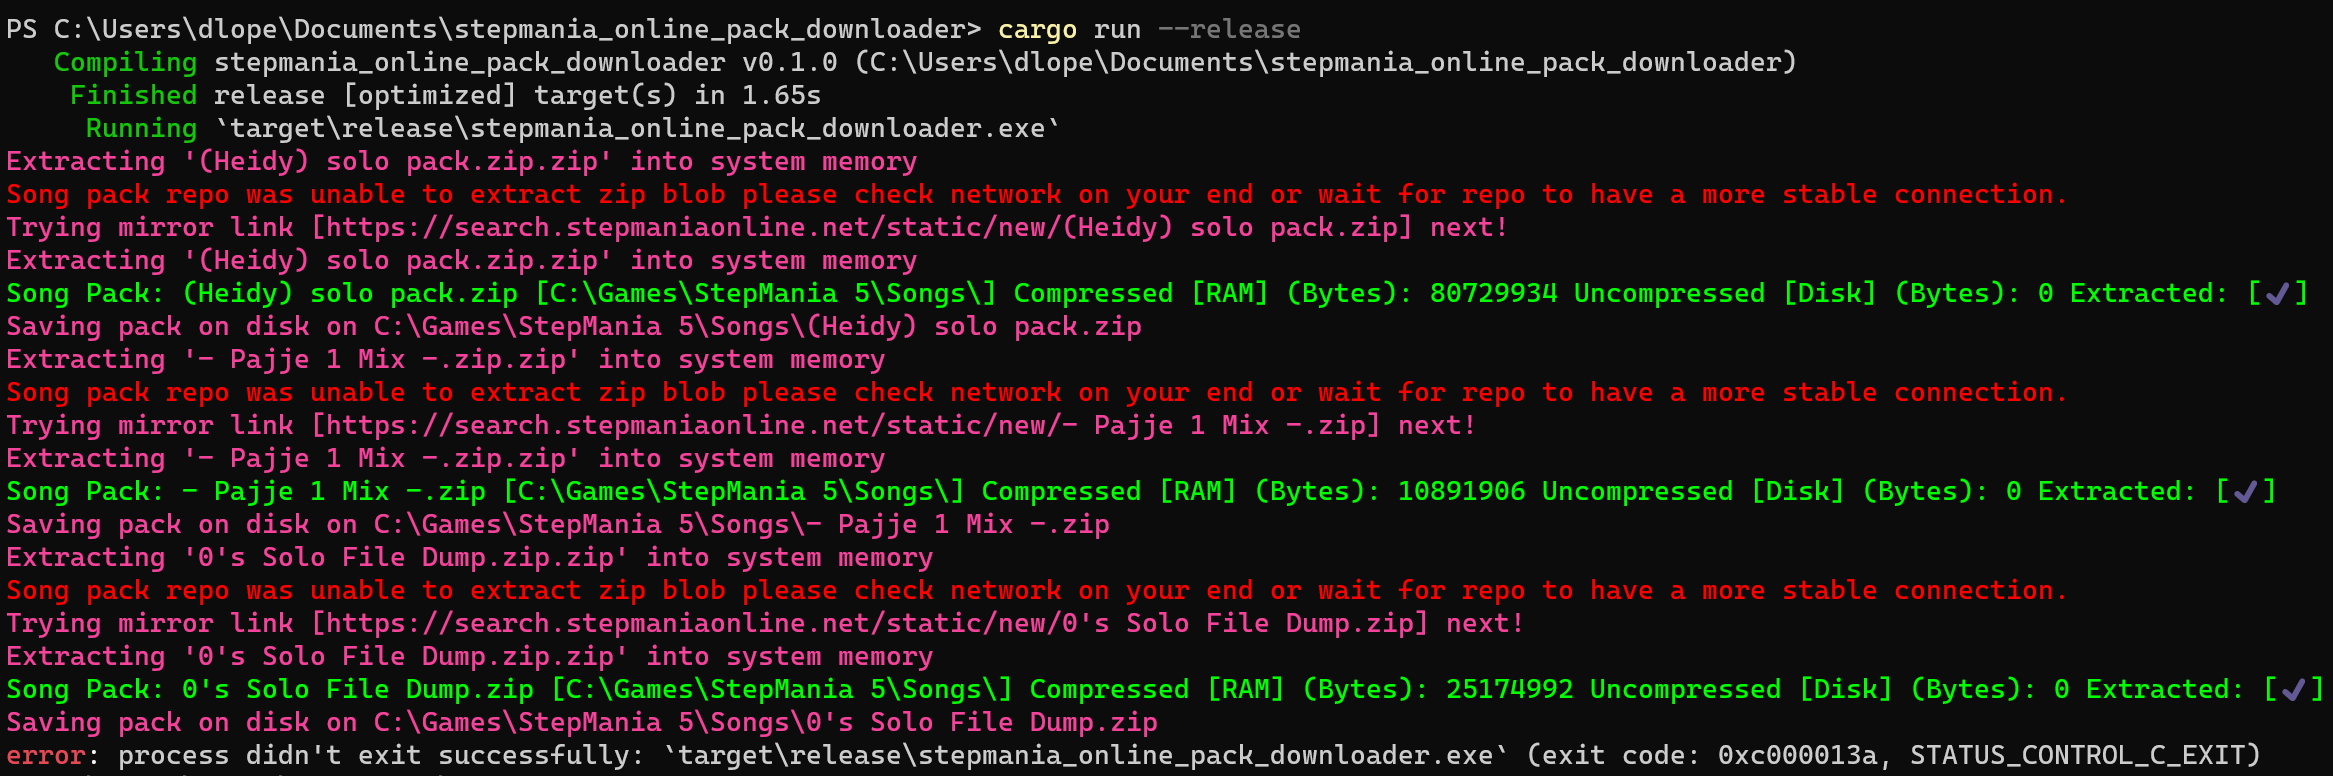 PS C:\Users\dlope\Documents\stepmania_online_pack_downloader> cargo run --release
Compiling stepmania_online_pack_downloader v0.1.0 (C:\Users\dlope\Documents\stepmania_online_pack_downloader)
Finished release [optimized] target(s) in 1.65s
Running `target\release\stepmania_online_pack_downloader.exe`
Extracting '(Heidy) solo pack.zip.zip' into system memory
Song pack repo was unable to extract zip blob please check network on your end or wait for repo to have a more stable connection.
Trying mirror link [https://search.stepmaniaonline.net/static/new/(Heidy) solo pack.zip] next!
Extracting '(Heidy) solo pack.zip.zip' into system memory
Song Pack: (Heidy) solo pack.zip [C:\Games\StepMania 5\Songs\] Compressed [RAM] (Bytes): 80729934 Uncompressed [Disk] (Bytes): 0 Extracted: [✔]
Saving pack on disk on C:\Games\StepMania 5\Songs\(Heidy) solo pack.zip
Extracting '- Pajje 1 Mix -.zip.zip' into system memory
Song pack repo was unable to extract zip blob please check network on your end or wait for repo to have a more stable connection.
Trying mirror link [https://search.stepmaniaonline.net/static/new/- Pajje 1 Mix -.zip] next!
Extracting '- Pajje 1 Mix -.zip.zip' into system memory
Song Pack: - Pajje 1 Mix -.zip [C:\Games\StepMania 5\Songs\] Compressed [RAM] (Bytes): 10891906 Uncompressed [Disk] (Bytes): 0 Extracted: [✔]
Saving pack on disk on C:\Games\StepMania 5\Songs\- Pajje 1 Mix -.zip
Extracting '0's Solo File Dump.zip.zip' into system memory
Song pack repo was unable to extract zip blob please check network on your end or wait for repo to have a more stable connection.
Trying mirror link [https://search.stepmaniaonline.net/static/new/0's Solo File Dump.zip] next!
Extracting '0's Solo File Dump.zip.zip' into system memory
Song Pack: 0's Solo File Dump.zip [C:\Games\StepMania 5\Songs\] Compressed [RAM] (Bytes): 25174992 Uncompressed [Disk] (Bytes): 0 Extracted: [✔]
Saving pack on disk on C:\Games\StepMania 5\Songs\0's Solo File Dump.zip
error: process didn't exit successfully: `target\release\stepmania_online_pack_downloader.exe` (exit code: 0xc000013a, STATUS_CONTROL_C_EXIT)